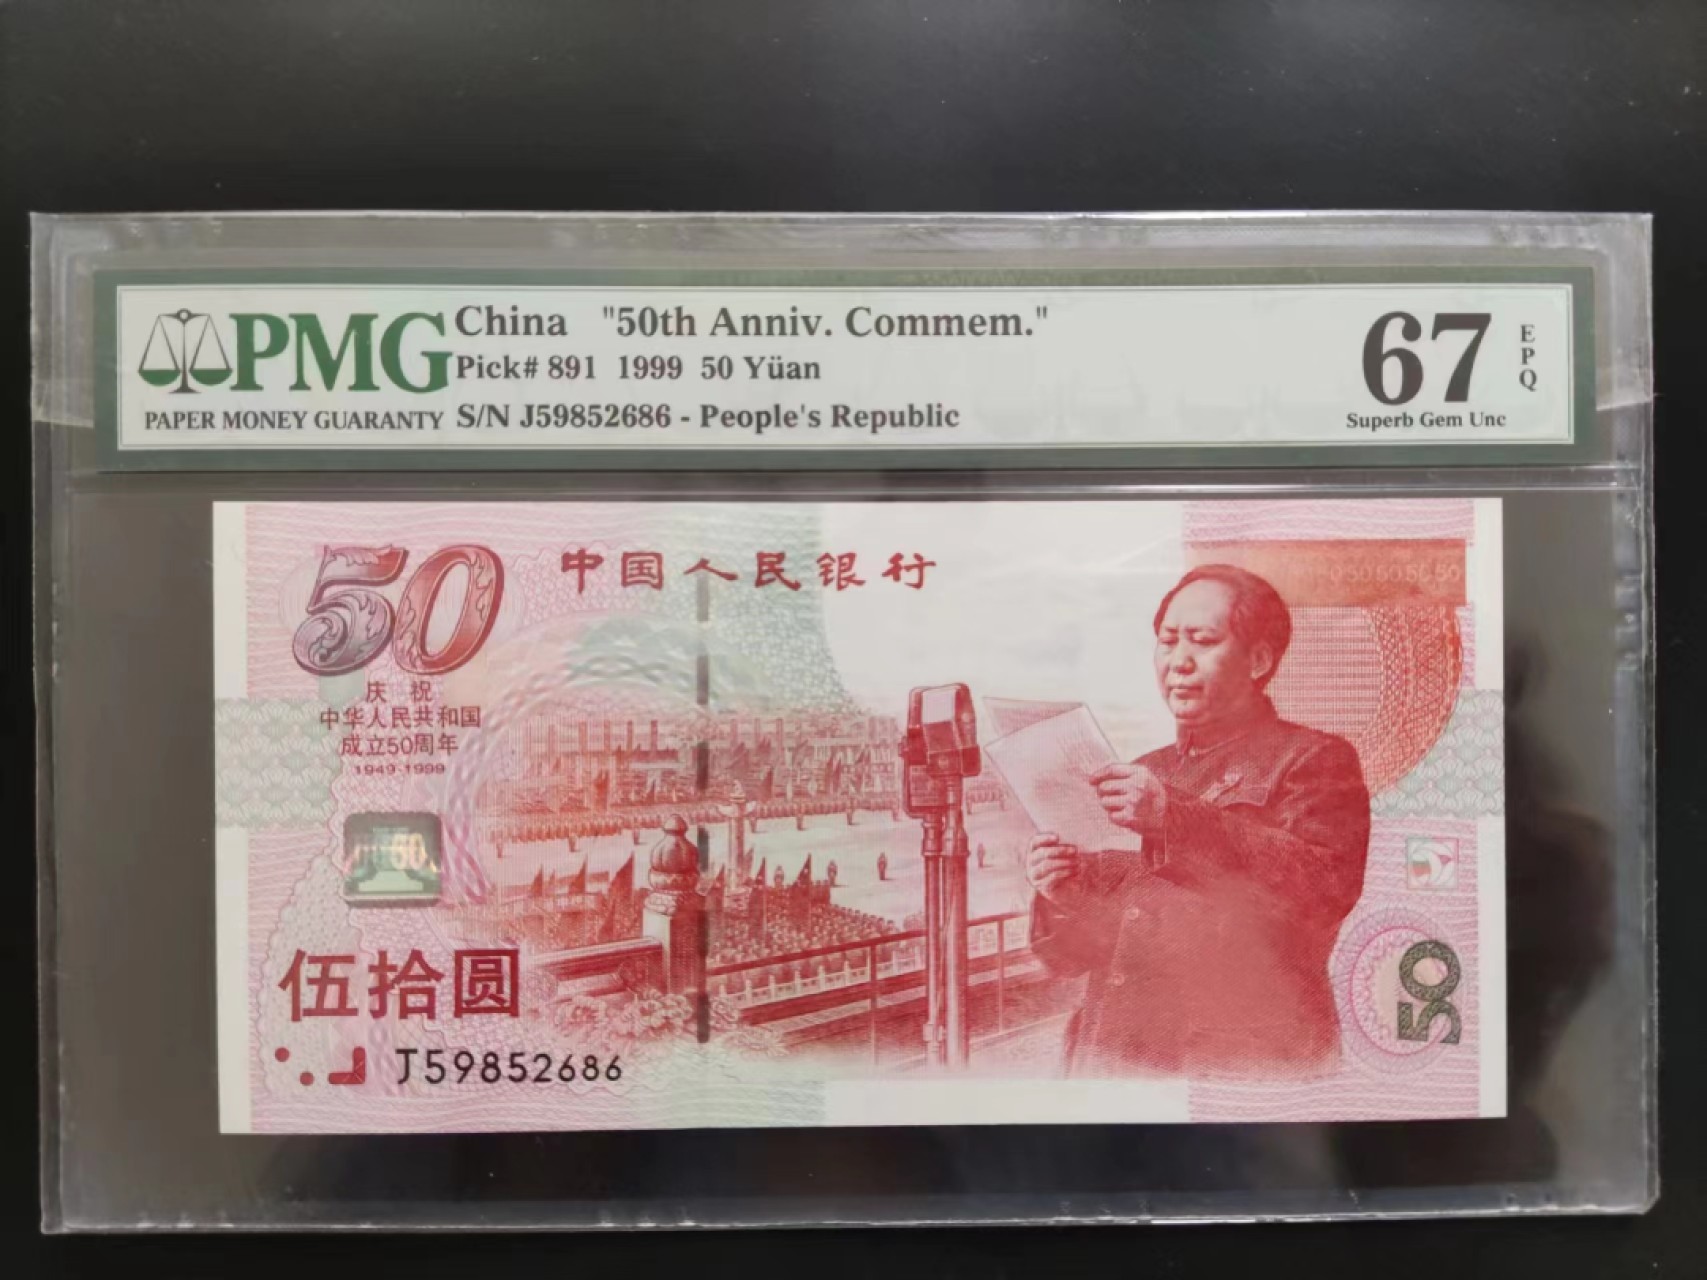 PMG
PAPER MONEY GUARANTY
China "50th Anniv. Commem."
Pick# 891 1999 50 Yüan
S/N J59852686 - People's Republic
67
EPQ
Superb Gem Unc
50
中国人民银行
庆祝
中华人民共和国
成立50周年
1949-1999
50
伍拾圆
J59852686
50